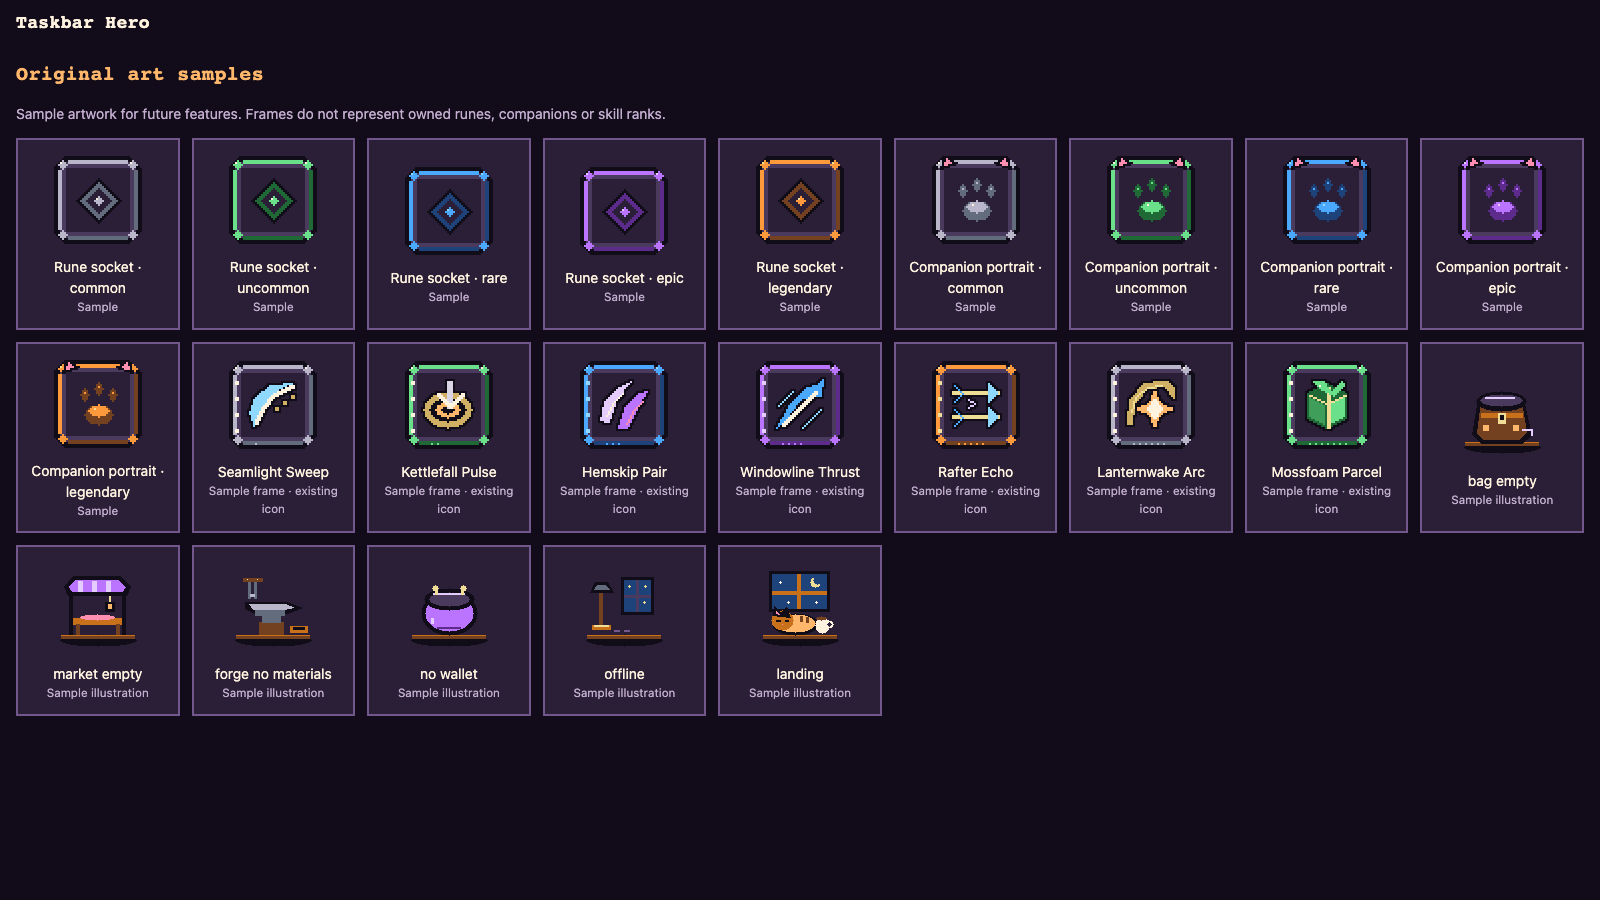 Taskbar Hero
Original art samples
Sample artwork for future features. Frames do not represent owned runes, companions or skill ranks.
Rune socket ·
common
Sample
Rune socket ·
uncommon
Sample
Rune socket · rare
Sample
Rune socket · epic
Sample
Rune socket ·
legendary
Sample
Companion portrait ·
common
Sample
Companion portrait ·
uncommon
Sample
Companion portrait ·
rare
Sample
Companion portrait ·
epic
Sample
Companion portrait ·
legendary
Sample
Seamlight Sweep
Sample frame · existing
icon
Kettlefall Pulse
Sample frame · existing
icon
Hemskip Pair
Sample frame · existing
icon
Windowline Thrust
Sample frame · existing
icon
Rafter Echo
Sample frame · existing
icon
Lanternwake Arc
Sample frame · existing
icon
Mossfoam Parcel
Sample frame · existing
icon
bag empty
Sample illustration
market empty
Sample illustration
forge no materials
Sample illustration
no wallet
Sample illustration
offline
Sample illustration
landing
Sample illustration